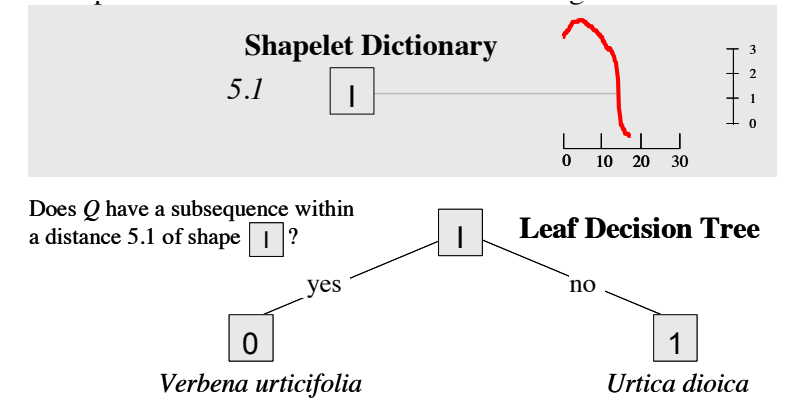 Shapelet Dictionary
5.1
I
3
2
1
0
0 10 20 30
Does Q have a subsequence within
a distance 5.1 of shape I ?
I
Leaf Decision Tree
yes
no
0
1
Verbena urticifolia
Urtica dioica